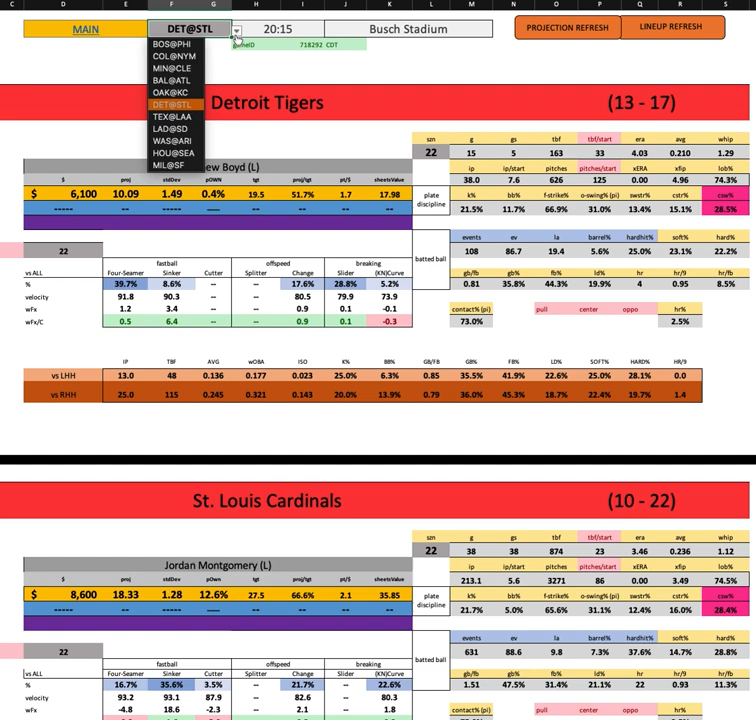 C D E F G H I J K L M N O P Q R S
MAIN DET@STL 20:15 Busch Stadium PROJECTION REFRESH LINEUP REFRESH
gameID 718292 CDT
BOS@PHI
COL@NYM
MIN@CLE
BAL@ATL
OAK@KC
DET@STL
TEX@LAA
LAD@SD
WAS@ARI
HOU@SEA
MIL@SF
Detroit Tigers (13 - 17)
szn g gs tbf tbf/start era avg whip
22 15 5 163 33 4.03 0.210 1.29
ew Boyd (L) ip ip/start pitches pitches/start xERA xfip lob%
$ proj stdDev pOWN tgt proj/tgt pt/$ sheetsValue 38.0 7.6 626 125 0.00 4.96 74.3%
$ 6,100 10.09 1.49 0.4% 19.5 51.7% 1.7 17.98 plate discipline k% bb% f-strike% o-swing% (pi) swstr% cstr% csw%
----- -- ----- ___ -- -- -- -- 21.5% 11.7% 66.9% 31.0% 13.4% 15.1% 28.5%
events ev la barrel% hardhit% soft% hard%
22 batted ball 108 86.7 19.4 5.6% 25.0% 23.1% 22.2%
fastball offspeed breaking
vs ALL Four-Seamer Sinker Cutter Splitter Change Slider (KN)Curve gb/fb gb% fb% ld% hr hr/9 hr/fb
% 39.7% 8.6% -- -- 17.6% 28.8% 5.2% 0.81 35.8% 44.3% 19.9% 4 0.95 8.5%
velocity 91.8 90.3 -- -- 80.5 79.9 73.9
wFx 1.2 3.4 -- -- 0.9 0.1 -0.1 contact% (pi) pull center oppo hr%
wFx/C 0.5 6.4 -- -- 0.9 0.1 -0.3 73.0% 2.5%
IP TBF AVG wOBA ISO K% BB% GB/FB GB% FB% LD% SOFT% HARD% HR/9
vs LHH 13.0 48 0.136 0.177 0.023 25.0% 6.3% 0.85 35.5% 41.9% 22.6% 25.0% 28.1% 0.0
vs RHH 25.0 115 0.245 0.321 0.143 20.0% 13.9% 0.79 36.0% 45.3% 18.7% 22.4% 19.7% 1.4
St. Louis Cardinals (10 - 22)
szn g gs tbf tbf/start era avg whip
22 38 38 874 23 3.46 0.236 1.12
Jordan Montgomery (L) ip ip/start pitches pitches/start xERA xfip lob%
$ proj stdDev pOwn tgt proj/tgt pt/$ sheetsValue 213.1 5.6 3271 86 0.00 3.49 74.5%
$ 8,600 18.33 1.28 12.6% 27.5 66.6% 2.1 35.85 plate discipline k% bb% f-strike% o-swing% (pi) swstr% cstr% csw%
----- -- ----- ___ -- -- -- -- 21.7% 5.0% 65.6% 31.1% 12.4% 16.0% 28.4%
events ev la barrel% hardhit% soft% hard%
22 batted ball 631 88.6 9.8 7.3% 37.6% 14.7% 28.8%
fastball offspeed breaking
vs ALL Four-Seamer Sinker Cutter Splitter Change Slider (KN)Curve gb/fb gb% fb% ld% hr hr/9 hr/fb
% 16.7% 35.6% 3.5% -- 21.7% -- 22.6% 1.51 47.5% 31.4% 21.1% 22 0.93 11.3%
velocity 93.2 93.1 87.9 -- 82.6 -- 80.3
wFx -4.8 18.6 -2.3 -- 2.1 -- 1.8 contact% (pi) pull center oppo hr%